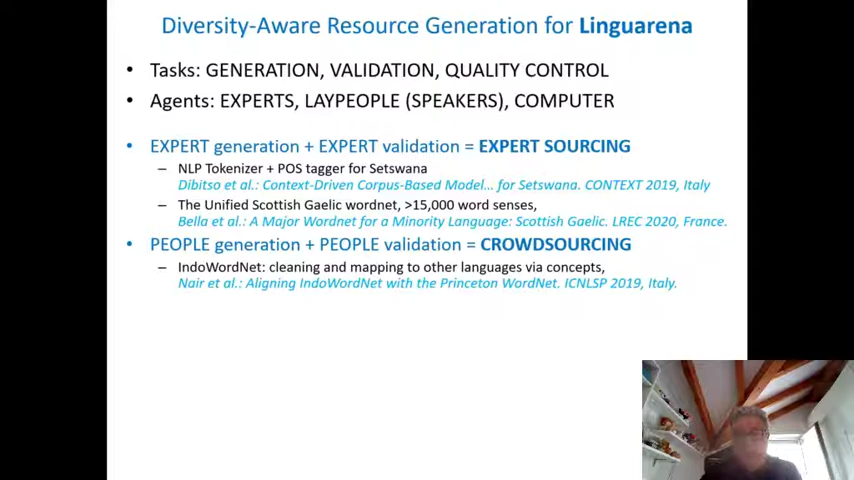 Diversity-Aware Resource Generation for Linguarena
• Tasks: GENERATION, VALIDATION, QUALITY CONTROL
• Agents: EXPERTS, LAYPEOPLE (SPEAKERS), COMPUTER
• EXPERT generation + EXPERT validation = EXPERT SOURCING
– NLP Tokenizer + POS tagger for Setswana
Dibitso et al.: Context-Driven Corpus-Based Model... for Setswana. CONTEXT 2019, Italy
– The Unified Scottish Gaelic wordnet, >15,000 word senses,
Bella et al.: A Major Wordnet for a Minority Language: Scottish Gaelic. LREC 2020, France.
• PEOPLE generation + PEOPLE validation = CROWDSOURCING
– IndoWordNet: cleaning and mapping to other languages via concepts,
Nair et al.: Aligning IndoWordNet with the Princeton WordNet. ICNLSP 2019, Italy.